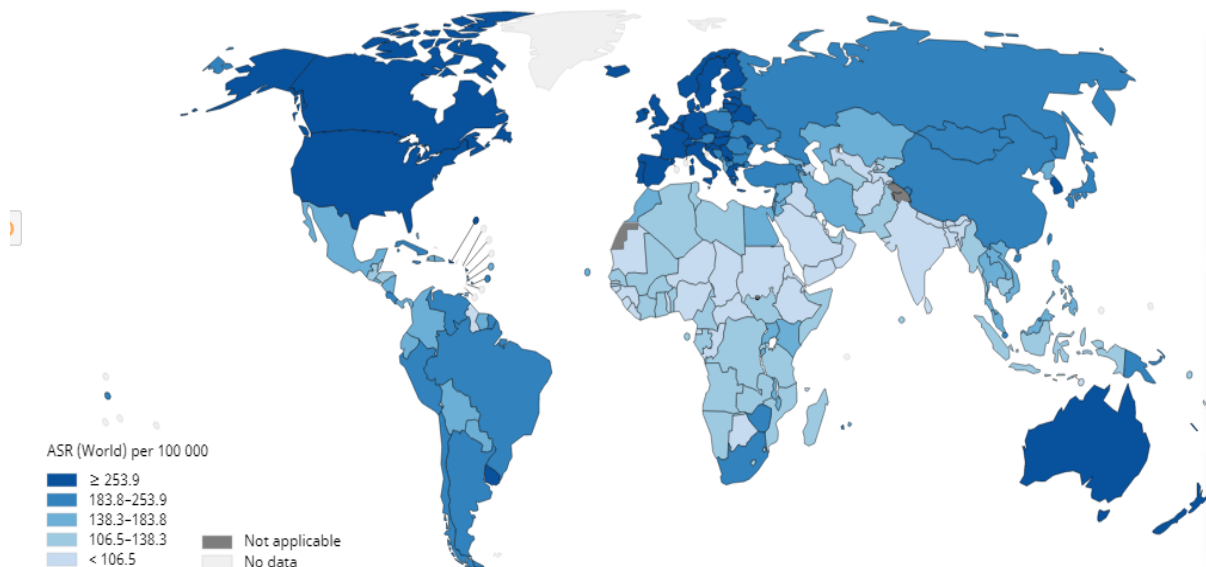 ASR (World) per 100 000
≥ 253.9
183.8–253.9
138.3–183.8
106.5–138.3
< 106.5
Not applicable
No data